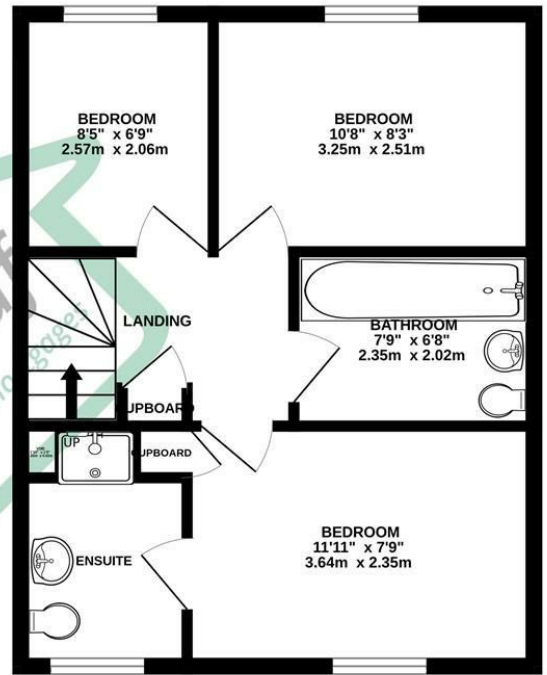 BEDROOM
8'5" x 6'9"
2.57m x 2.06m
BEDROOM
10'8" x 8'3"
3.25m x 2.51m
LANDING
BATHROOM
7'9" x 6'8"
2.35m x 2.02m
UPBOARD
UP
UPBOARD
ENSUITE
BEDROOM
11'11" x 7'9"
3.64m x 2.35m